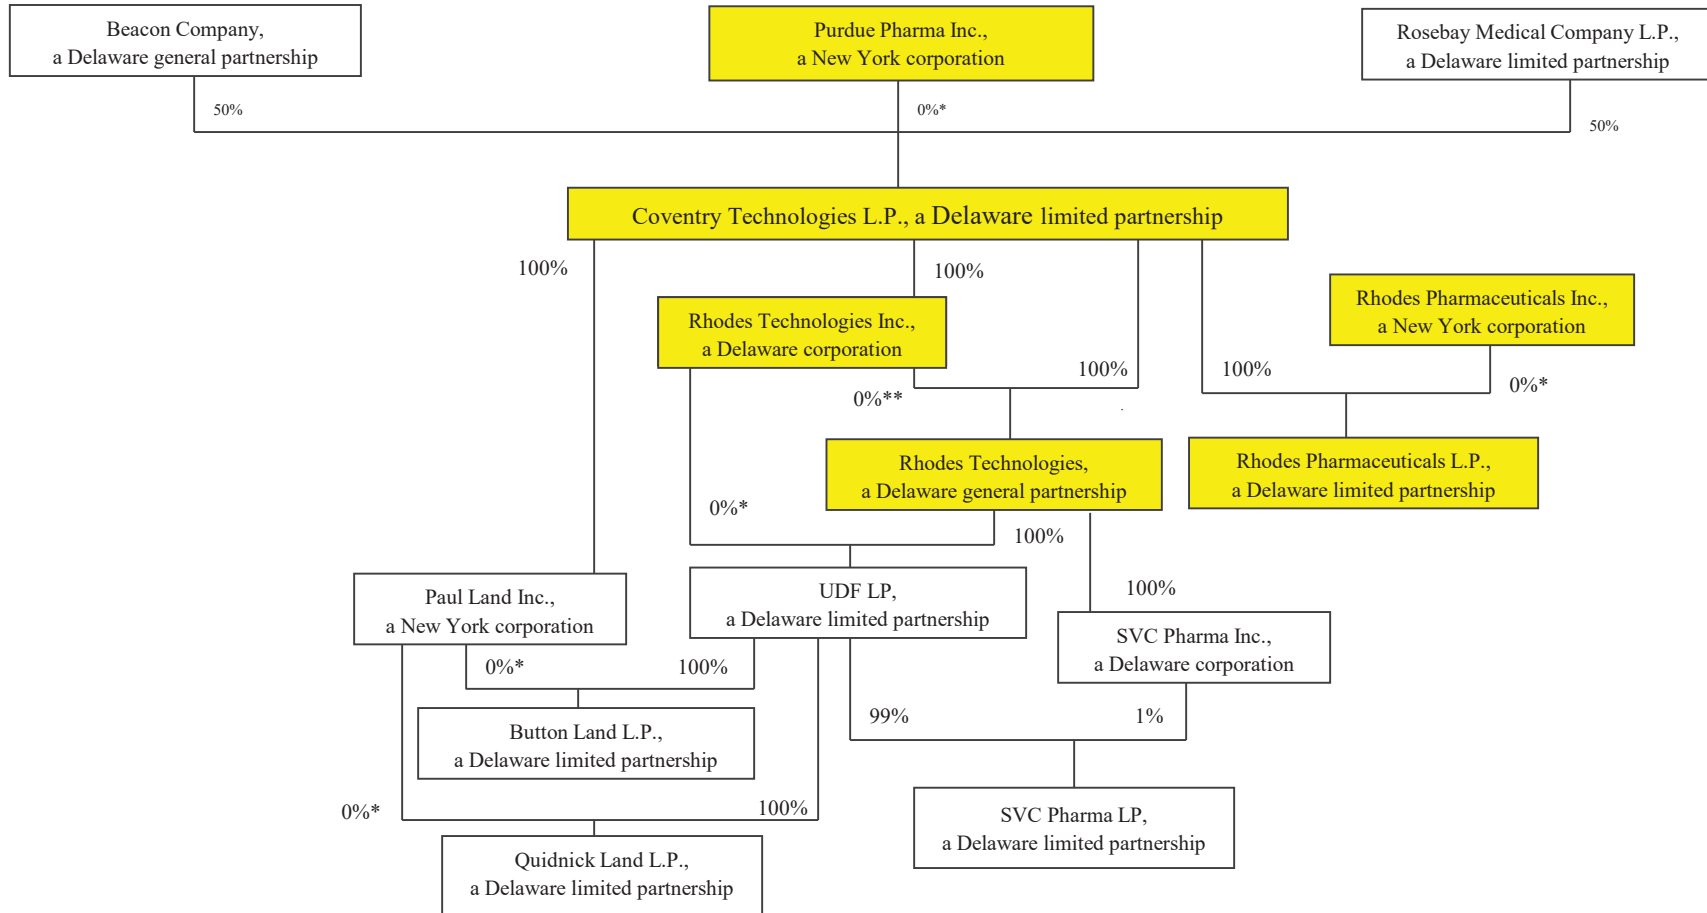 Beacon Company,
a Delaware general partnership
Purdue Pharma Inc.,
a New York corporation
Rosebay Medical Company L.P.,
a Delaware limited partnership
50%
0%*
50%
Coventry Technologies L.P., a Delaware limited partnership
100%
100%
Rhodes Technologies Inc.,
a Delaware corporation
Rhodes Pharmaceuticals Inc.,
a New York corporation
100%
100%
0%*
0%**
Rhodes Technologies,
a Delaware general partnership
Rhodes Pharmaceuticals L.P.,
a Delaware limited partnership
0%*
100%
Paul Land Inc.,
a New York corporation
UDF LP,
a Delaware limited partnership
100%
SVC Pharma Inc.,
a Delaware corporation
0%*
100%
99%
1%
Button Land L.P.,
a Delaware limited partnership
0%*
100%
SVC Pharma LP,
a Delaware limited partnership
Quidnick Land L.P.,
a Delaware limited partnership